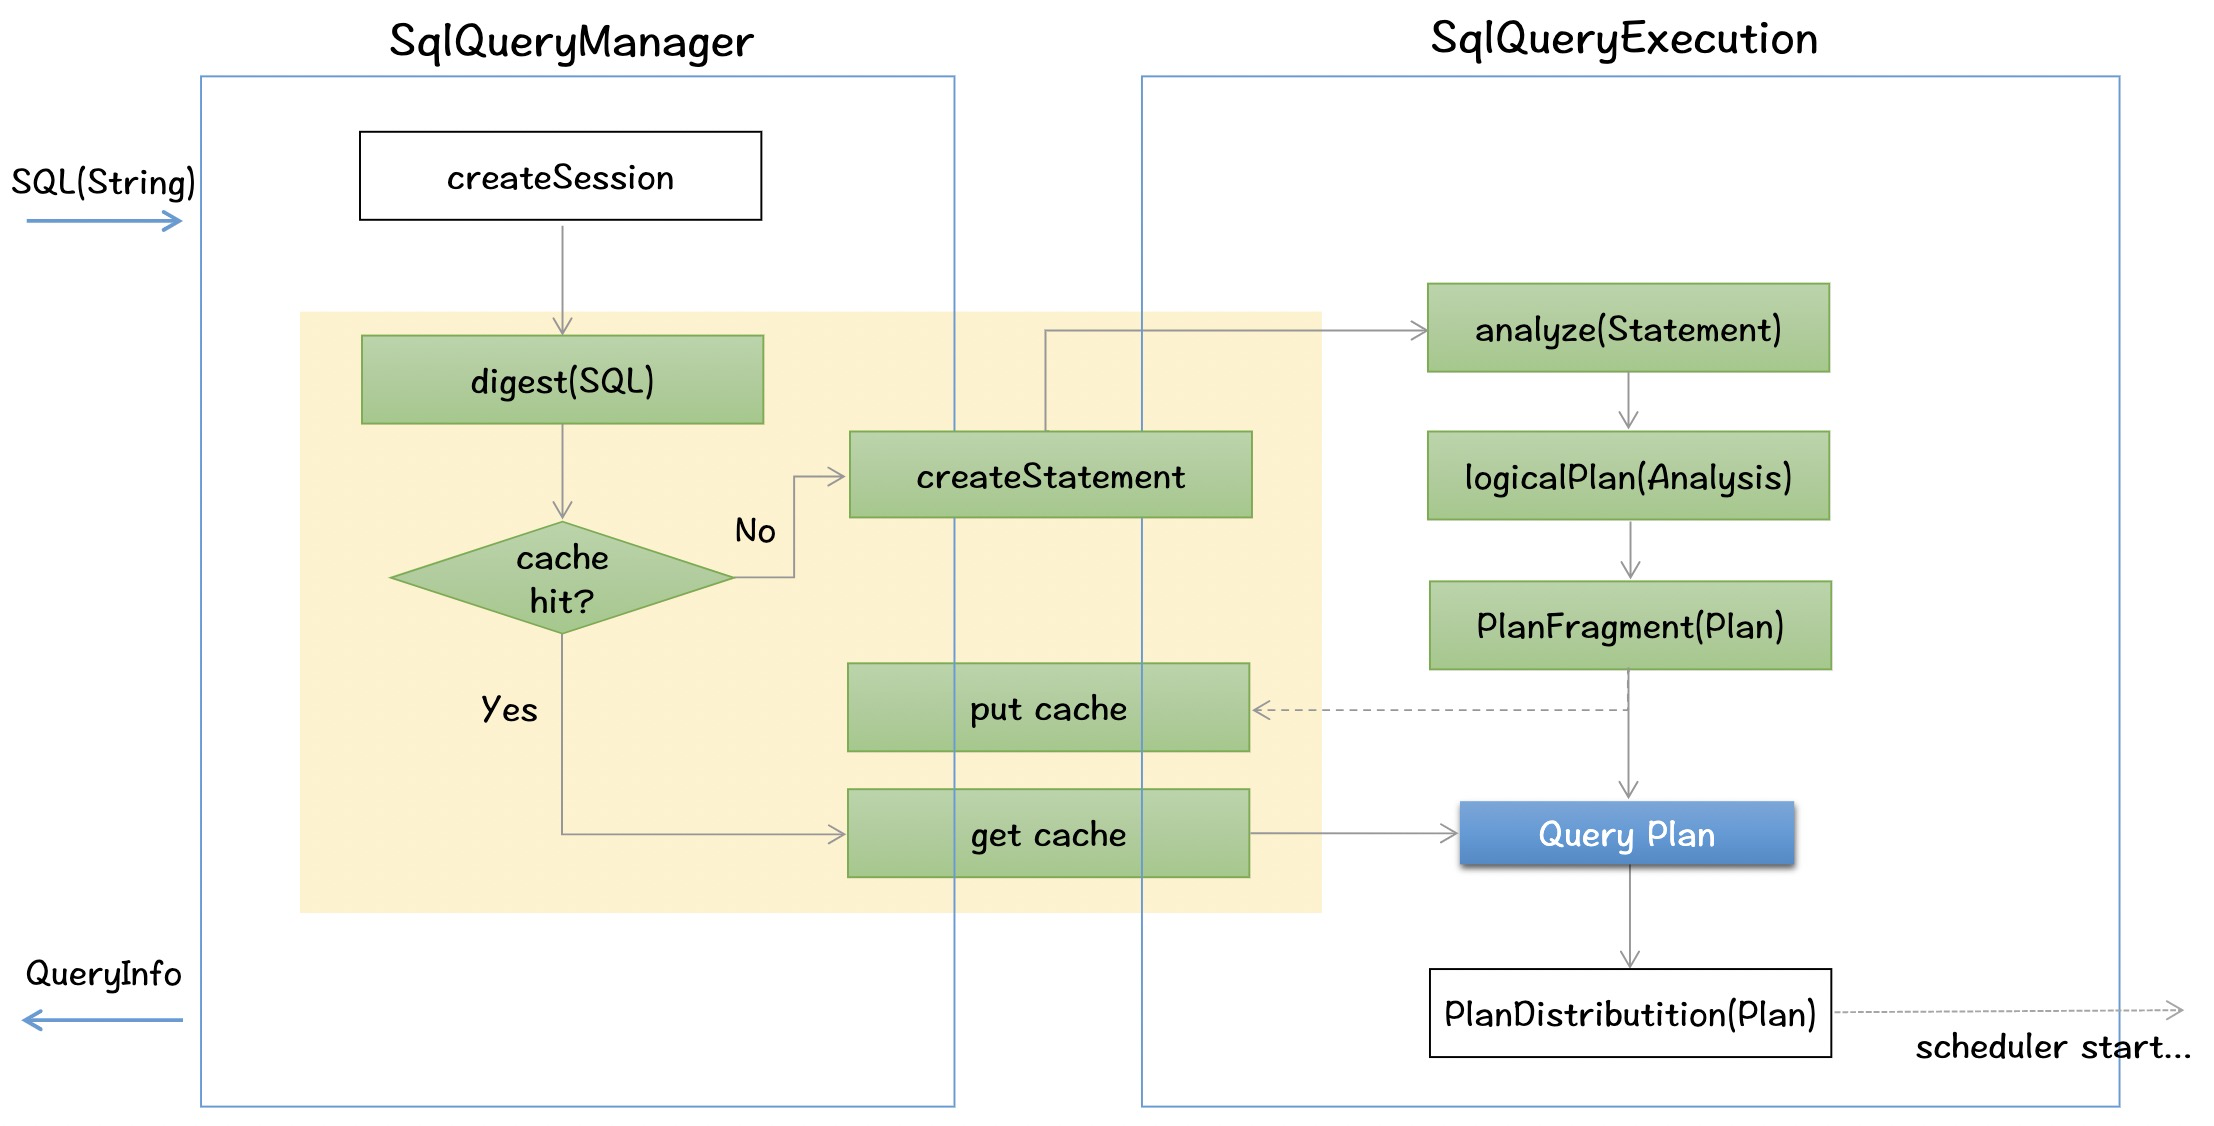 SqlQueryManager
SqlQueryExecution
SQL(String)
createSession
digest(SQL)
cache
hit?
No
Yes
createStatement
put cache
get cache
analyze(Statement)
logicalPlan(Analysis)
PlanFragment(Plan)
Query Plan
PlanDistributition(Plan)
scheduler start...
QueryInfo